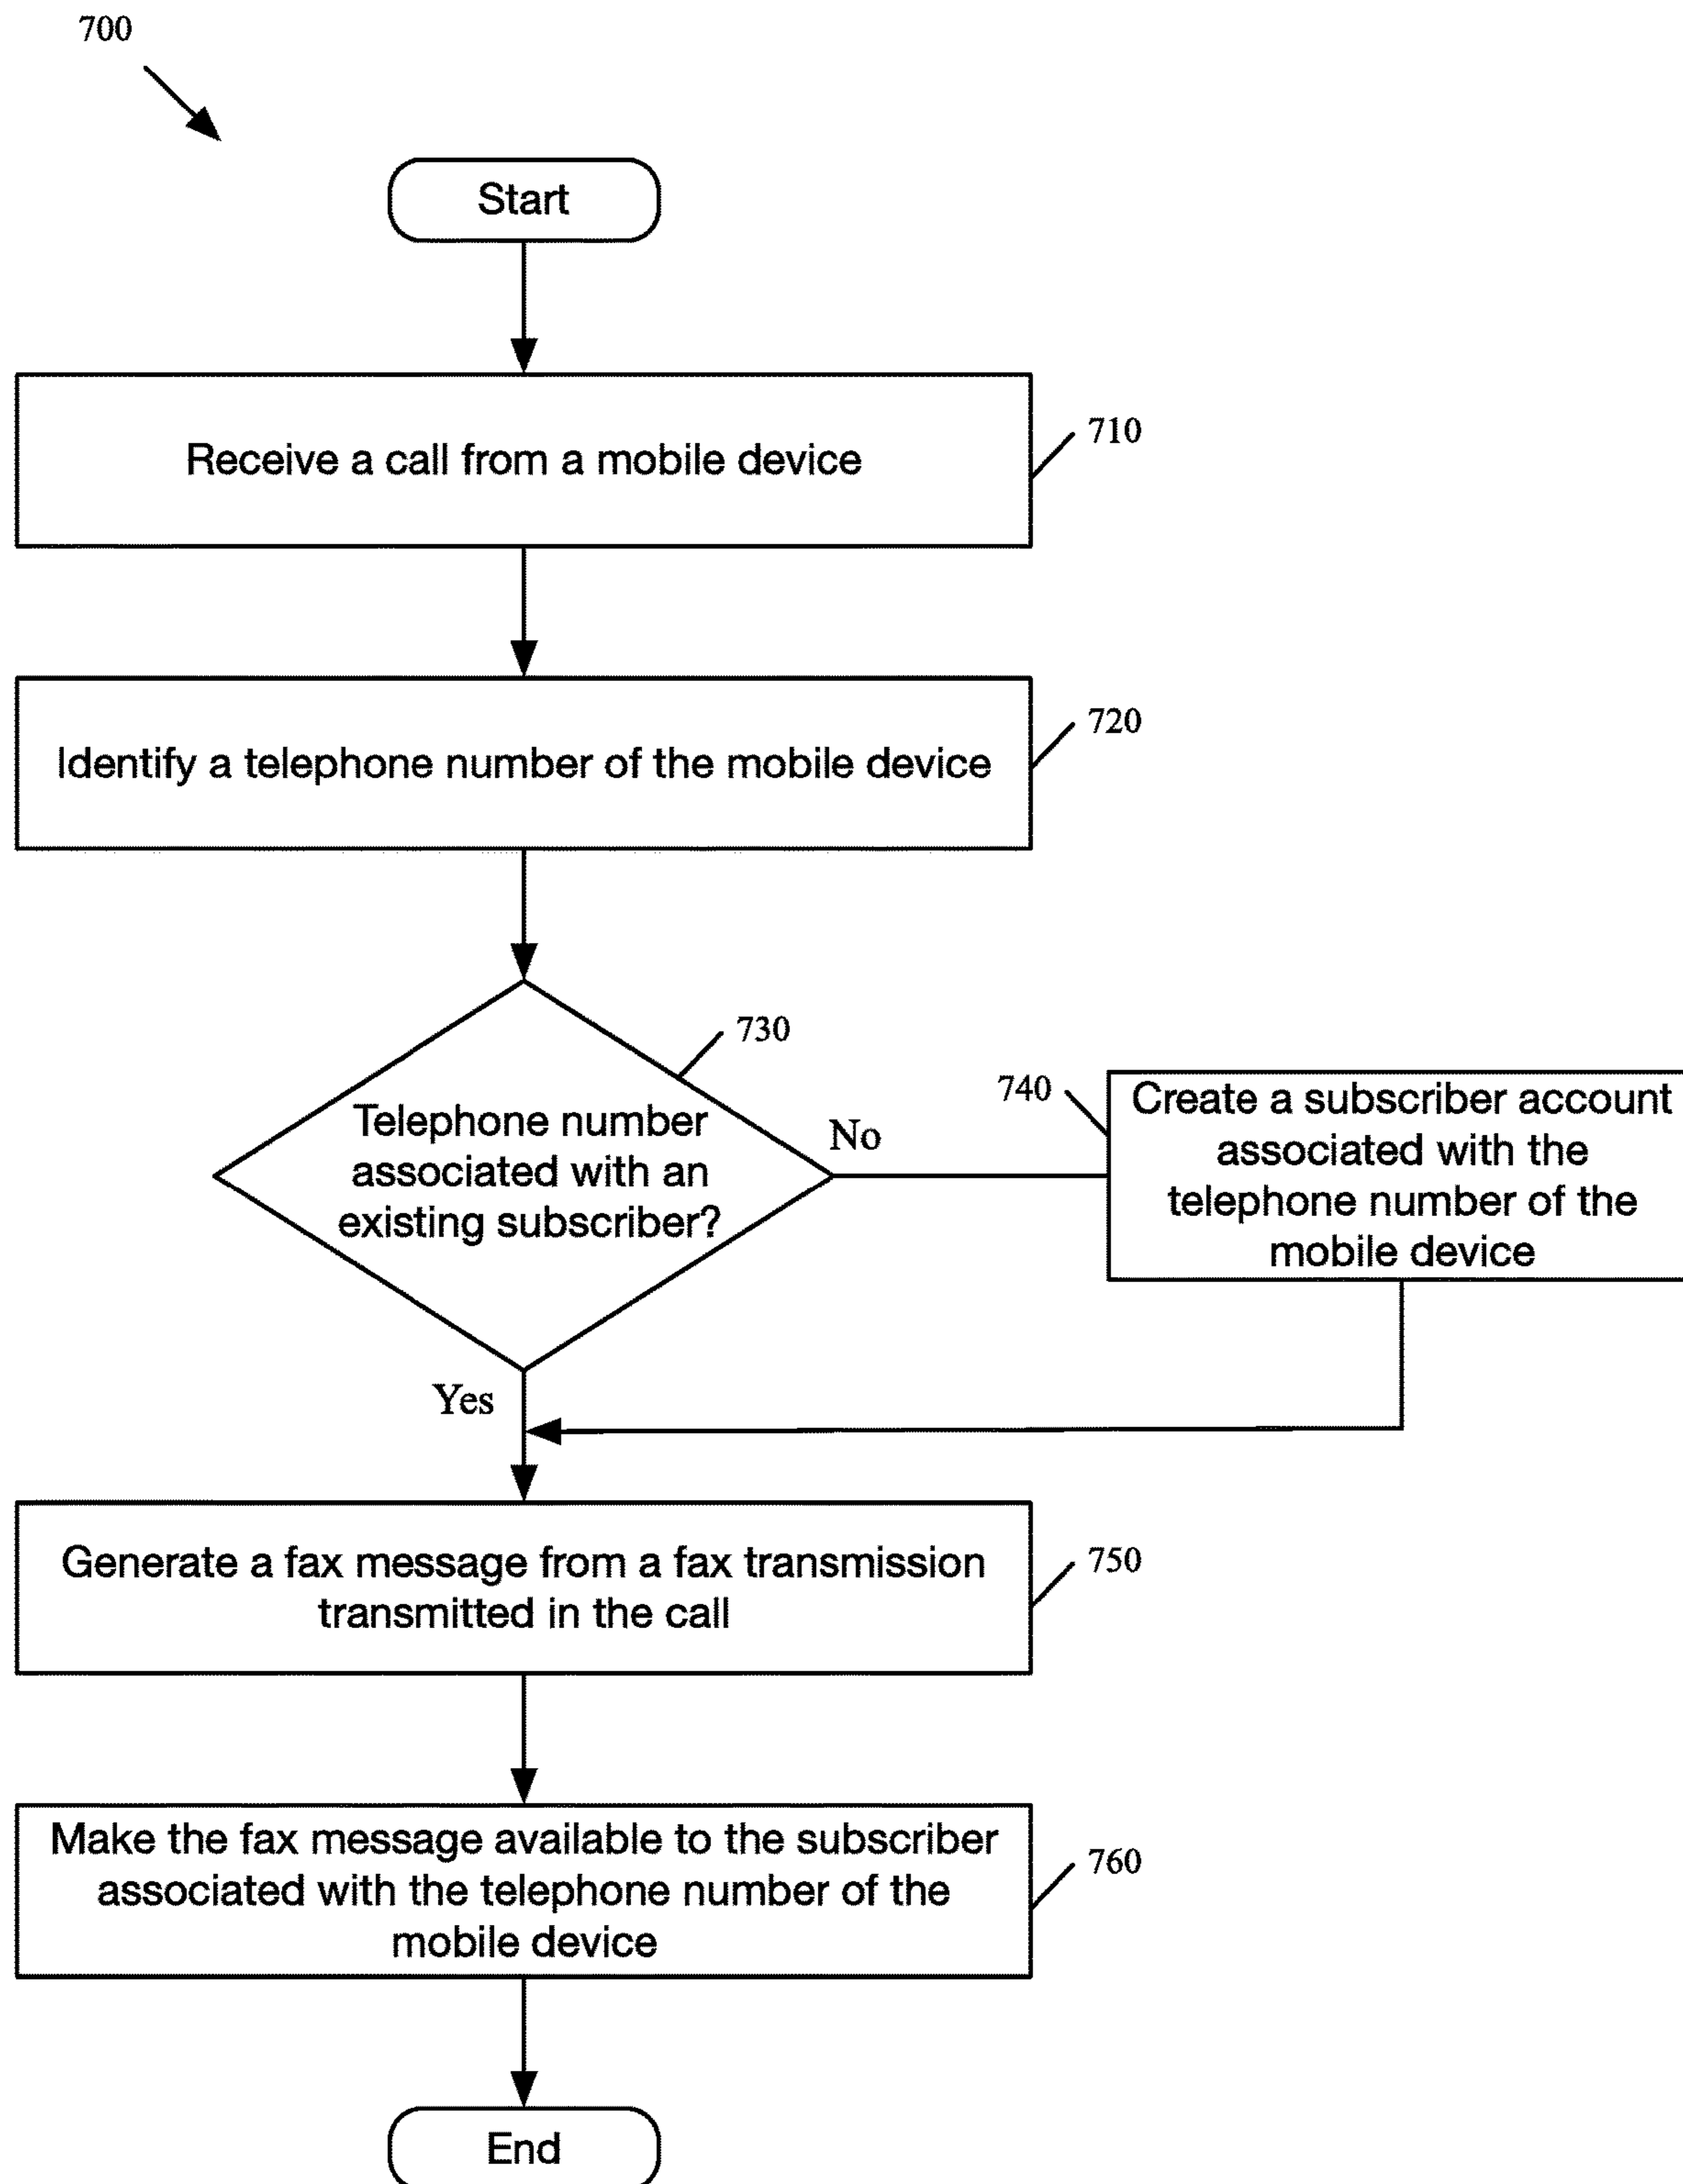 700
Start
Receive a call from a mobile device
710
Identify a telephone number of the mobile device
720
730
Telephone number
associated with an
existing subscriber?
No
740
Create a subscriber account
associated with the
telephone number of the
mobile device
Yes
Generate a fax message from a fax transmission
transmitted in the call
750
Make the fax message available to the subscriber
associated with the telephone number of the
mobile device
760
End